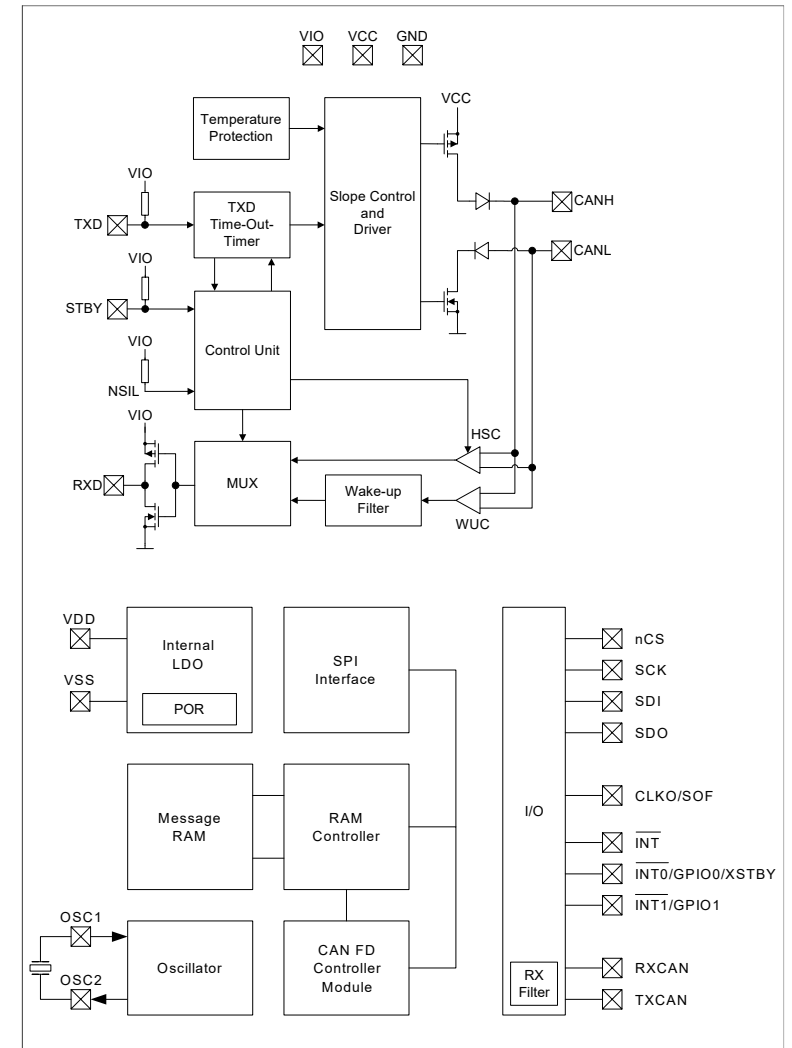 VIO VCC GND
Temperature
Protection
VCC
Slope Control
and
Driver
VIO
TXD
TXD
Time-Out-
Timer
CANH
CANL
VIO
STBY
Control Unit
VIO
NSIL
VIO
HSC
RXD
MUX
Wake-up
Filter
WUC
VDD
VSS
Internal
LDO
POR
SPI
Interface
nCS
SCK
SDI
SDO
Message
RAM
RAM
Controller
I/O
CLKO/SOF
INT
INT0/GPIO0/XSTBY
INT1/GPIO1
OSC1
OSC2
Oscillator
CAN FD
Controller
Module
RX
Filter
RXCAN
TXCAN